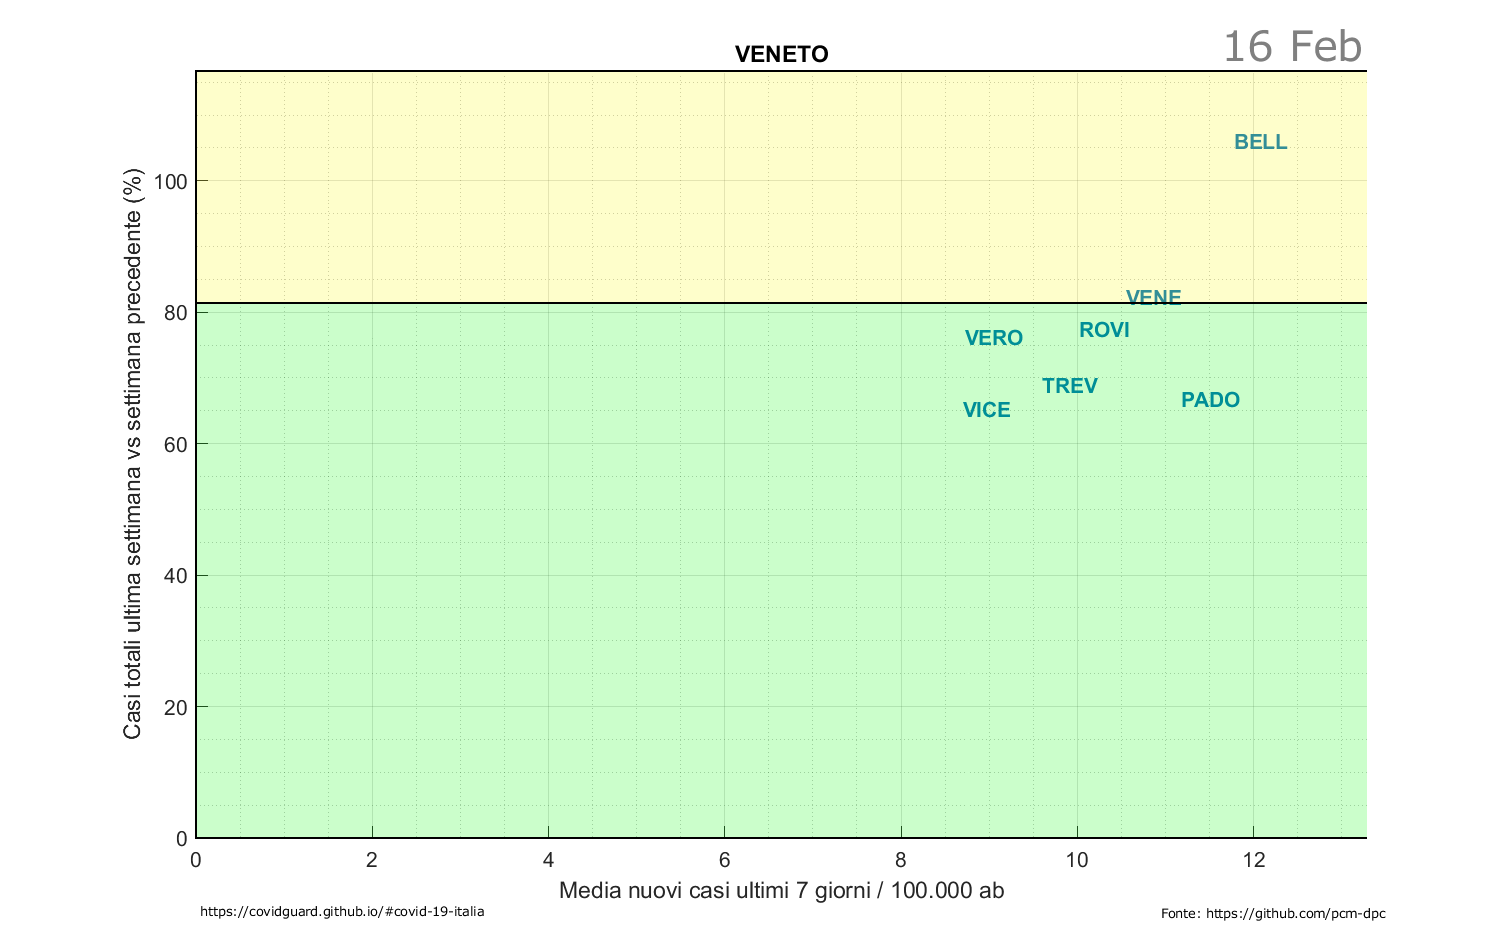 VENETO
16 Feb
Casi totali ultima settimana vs settimana precedente (%)
100
80
60
40
20
0
BELL
VENE
ROVI
VERO
TREV
PADO
VICE
0 2 4 6 8 10 12
Media nuovi casi ultimi 7 giorni / 100.000 ab
https://covidguard.github.io/#covid-19-italia
Fonte: https://github.com/pcm-dpc